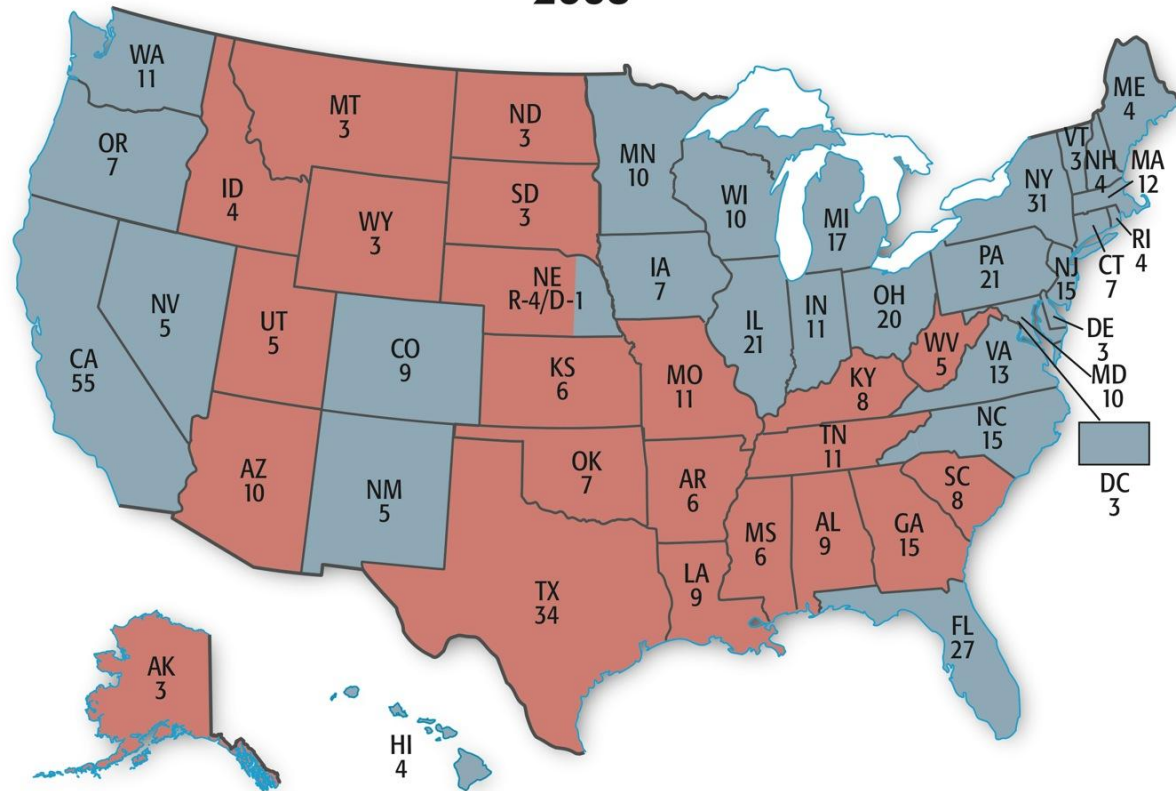 2008
WA
11
OR
7
CA
55
NV
5
ID
4
MT
3
WY
3
UT
5
AZ
10
CO
9
NM
5
ND
3
SD
3
NE
R-4/D-1
KS
6
OK
7
TX
34
MN
10
IA
7
MO
11
AR
6
LA
9
WI
10
IL
21
MI
17
IN
11
OH
20
KY
8
TN
11
MS
6
AL
9
GA
15
FL
27
SC
8
NC
15
VA
13
WV
5
PA
21
NY
31
VT
3
NH
4
ME
4
MA
12
RI
4
CT
7
NJ
15
DE
3
MD
10
DC
3
AK
3
HI
4